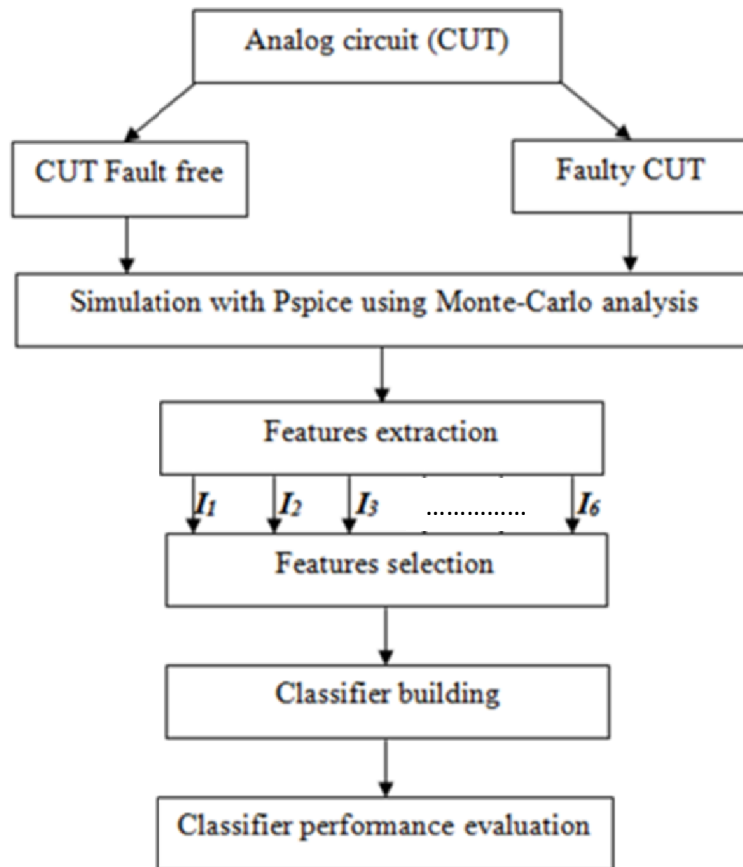 Analog circuit (CUT)
CUT Fault free
Faulty CUT
Simulation with Pspice using Monte-Carlo analysis
Features extraction
I1 I2 I3 .............. I6
Features selection
Classifier building
Classifier performance evaluation